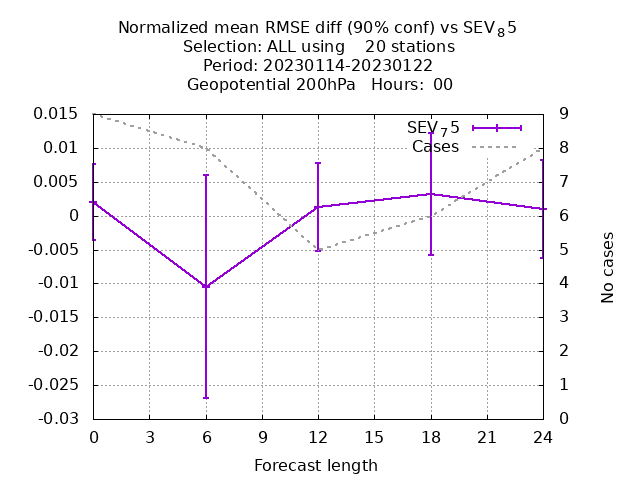 Normalized mean RMSE diff (90% conf) vs SEV₈5
Selection: ALL using 20 stations
Period: 20230114-20230122
Geopotential 200hPa Hours: 00
SEV₇5
Cases
0.015
0.01
0.005
0
-0.005
-0.01
-0.015
-0.02
-0.025
-0.03
9
8
7
6
5
4
3
2
1
0
No cases
0 3 6 9 12 15 18 21 24
Forecast length